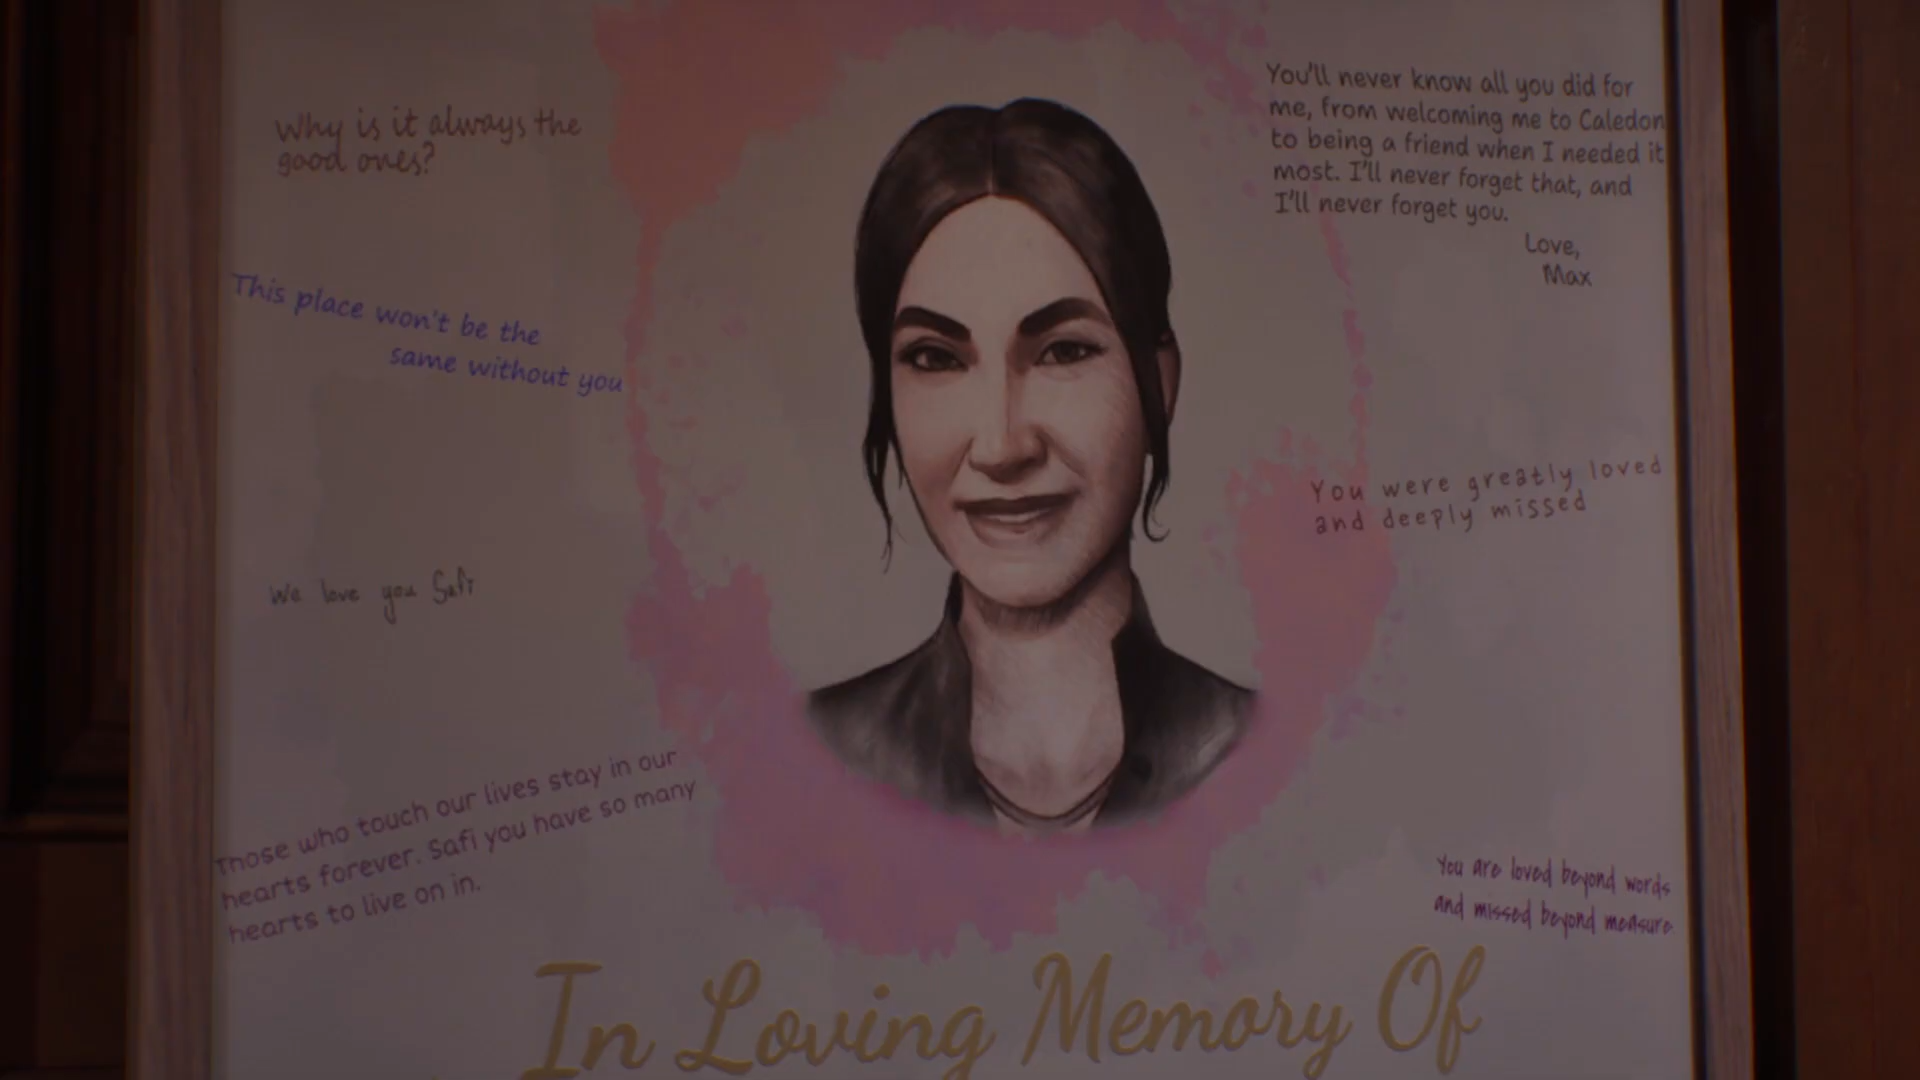 Why is it always the
good ones?
You'll never know all you did for
me, from welcoming me to Caledon
to being a friend when I needed it
most. I'll never forget that, and
I'll never forget you.
Love,
Max
This place won't be the
same without you
You were greatly loved
and deeply missed
We love you Safi
Those who touch our lives stay in our
hearts forever. Safi you have so many
hearts to live on in.
You are loved beyond words
and missed beyond measure
In Loving Memory Of